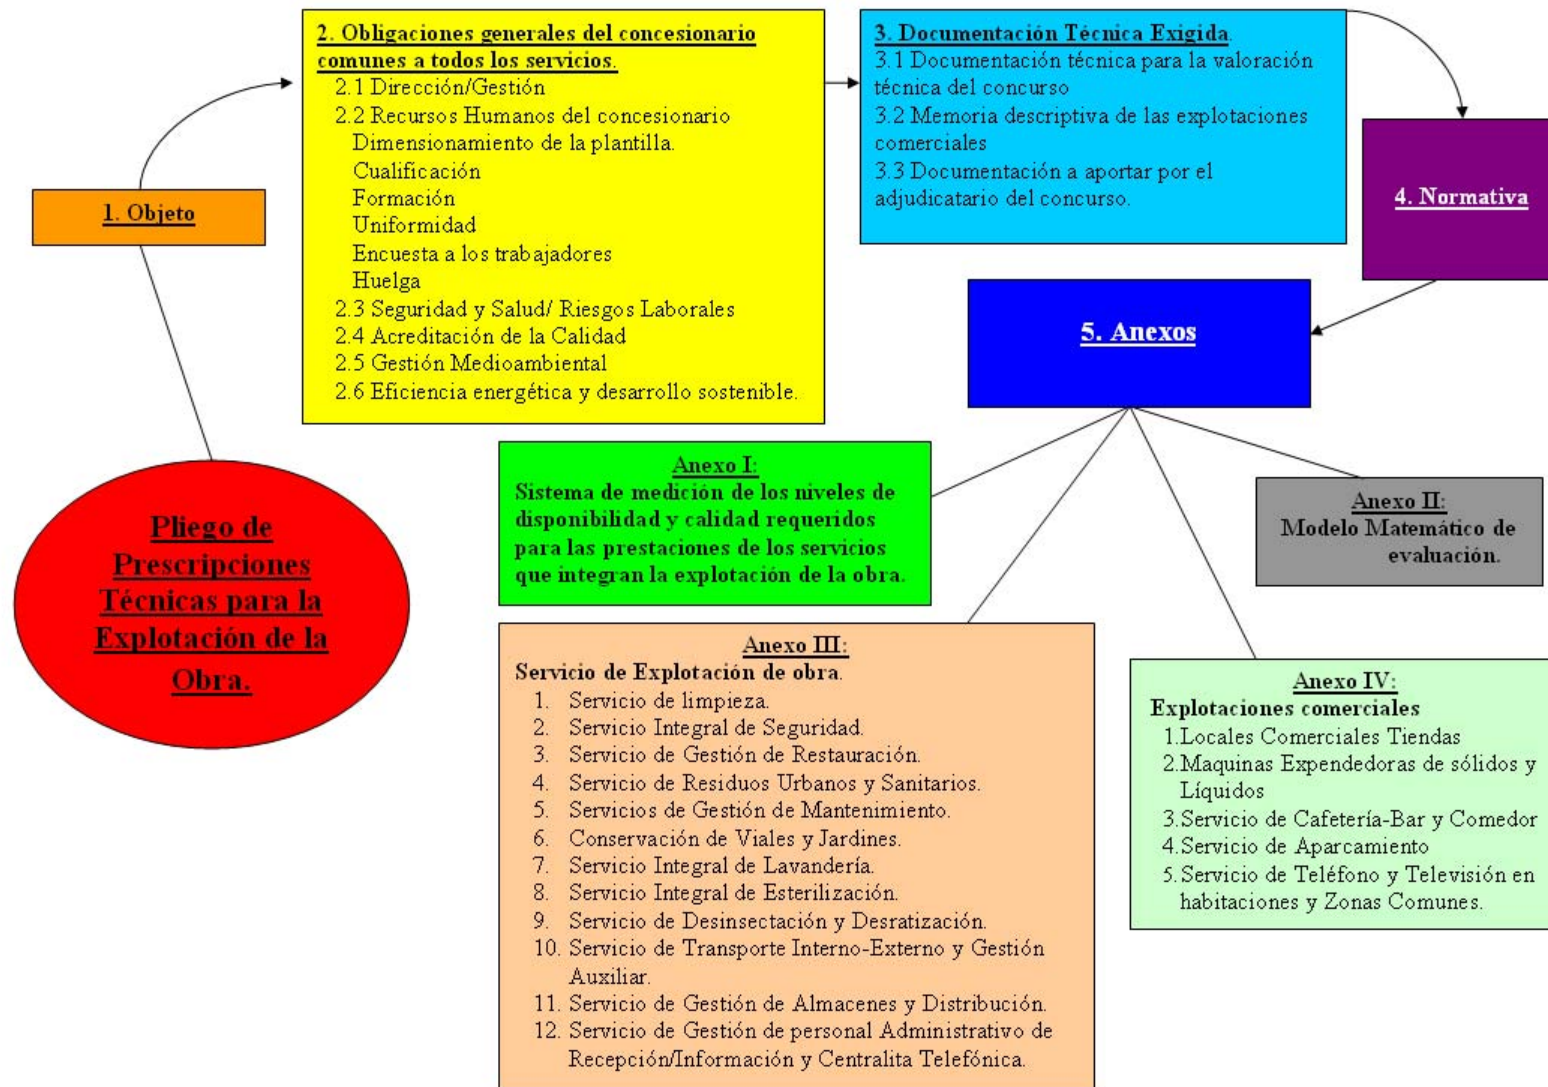 Pliego de
Prescripciones
Técnicas para la
Explotación de la
Obra.
1. Objeto
2. Obligaciones generales del concesionario
comunes a todos los servicios.
2.1 Dirección/Gestión
2.2 Recursos Humanos del concesionario
Dimensionamiento de la plantilla.
Cualificación
Formación
Uniformidad
Encuesta a los trabajadores
Huelga
2.3 Seguridad y Salud/ Riesgos Laborales
2.4 Acreditación de la Calidad
2.5 Gestión Medioambiental
2.6 Eficiencia energética y desarrollo sostenible.
3. Documentación Técnica Exigida.
3.1 Documentación técnica para la valoración
técnica del concurso
3.2 Memoria descriptiva de las explotaciones
comerciales
3.3 Documentación a aportar por el
adjudicatario del concurso.
4. Normativa
5. Anexos
Anexo I:
Sistema de medición de los niveles de
disponibilidad y calidad requeridos
para las prestaciones de los servicios
que integran la explotación de la obra.
Anexo II:
Modelo Matemático de
evaluación.
Anexo III:
Servicio de Explotación de obra.
1. Servicio de limpieza.
2. Servicio Integral de Seguridad.
3. Servicio de Gestión de Restauración.
4. Servicio de Residuos Urbanos y Sanitarios.
5. Servicios de Gestión de Mantenimiento.
6. Conservación de Viales y Jardines.
7. Servicio Integral de Lavandería.
8. Servicio Integral de Esterilización.
9. Servicio de Desinsectación y Desratización.
10. Servicio de Transporte Interno-Externo y Gestión
Auxiliar.
11. Servicio de Gestión de Almacenes y Distribución.
12. Servicio de Gestión de personal Administrativo de
Recepción/Información y Centralita Telefónica.
Anexo IV:
Explotaciones comerciales
1.Locales Comerciales Tiendas
2.Maquinas Expendedoras de sólidos y
Líquidos
3.Servicio de Cafetería-Bar y Comedor
4.Servicio de Aparcamiento
5.Servicio de Teléfono y Televisión en
habitaciones y Zonas Comunes.